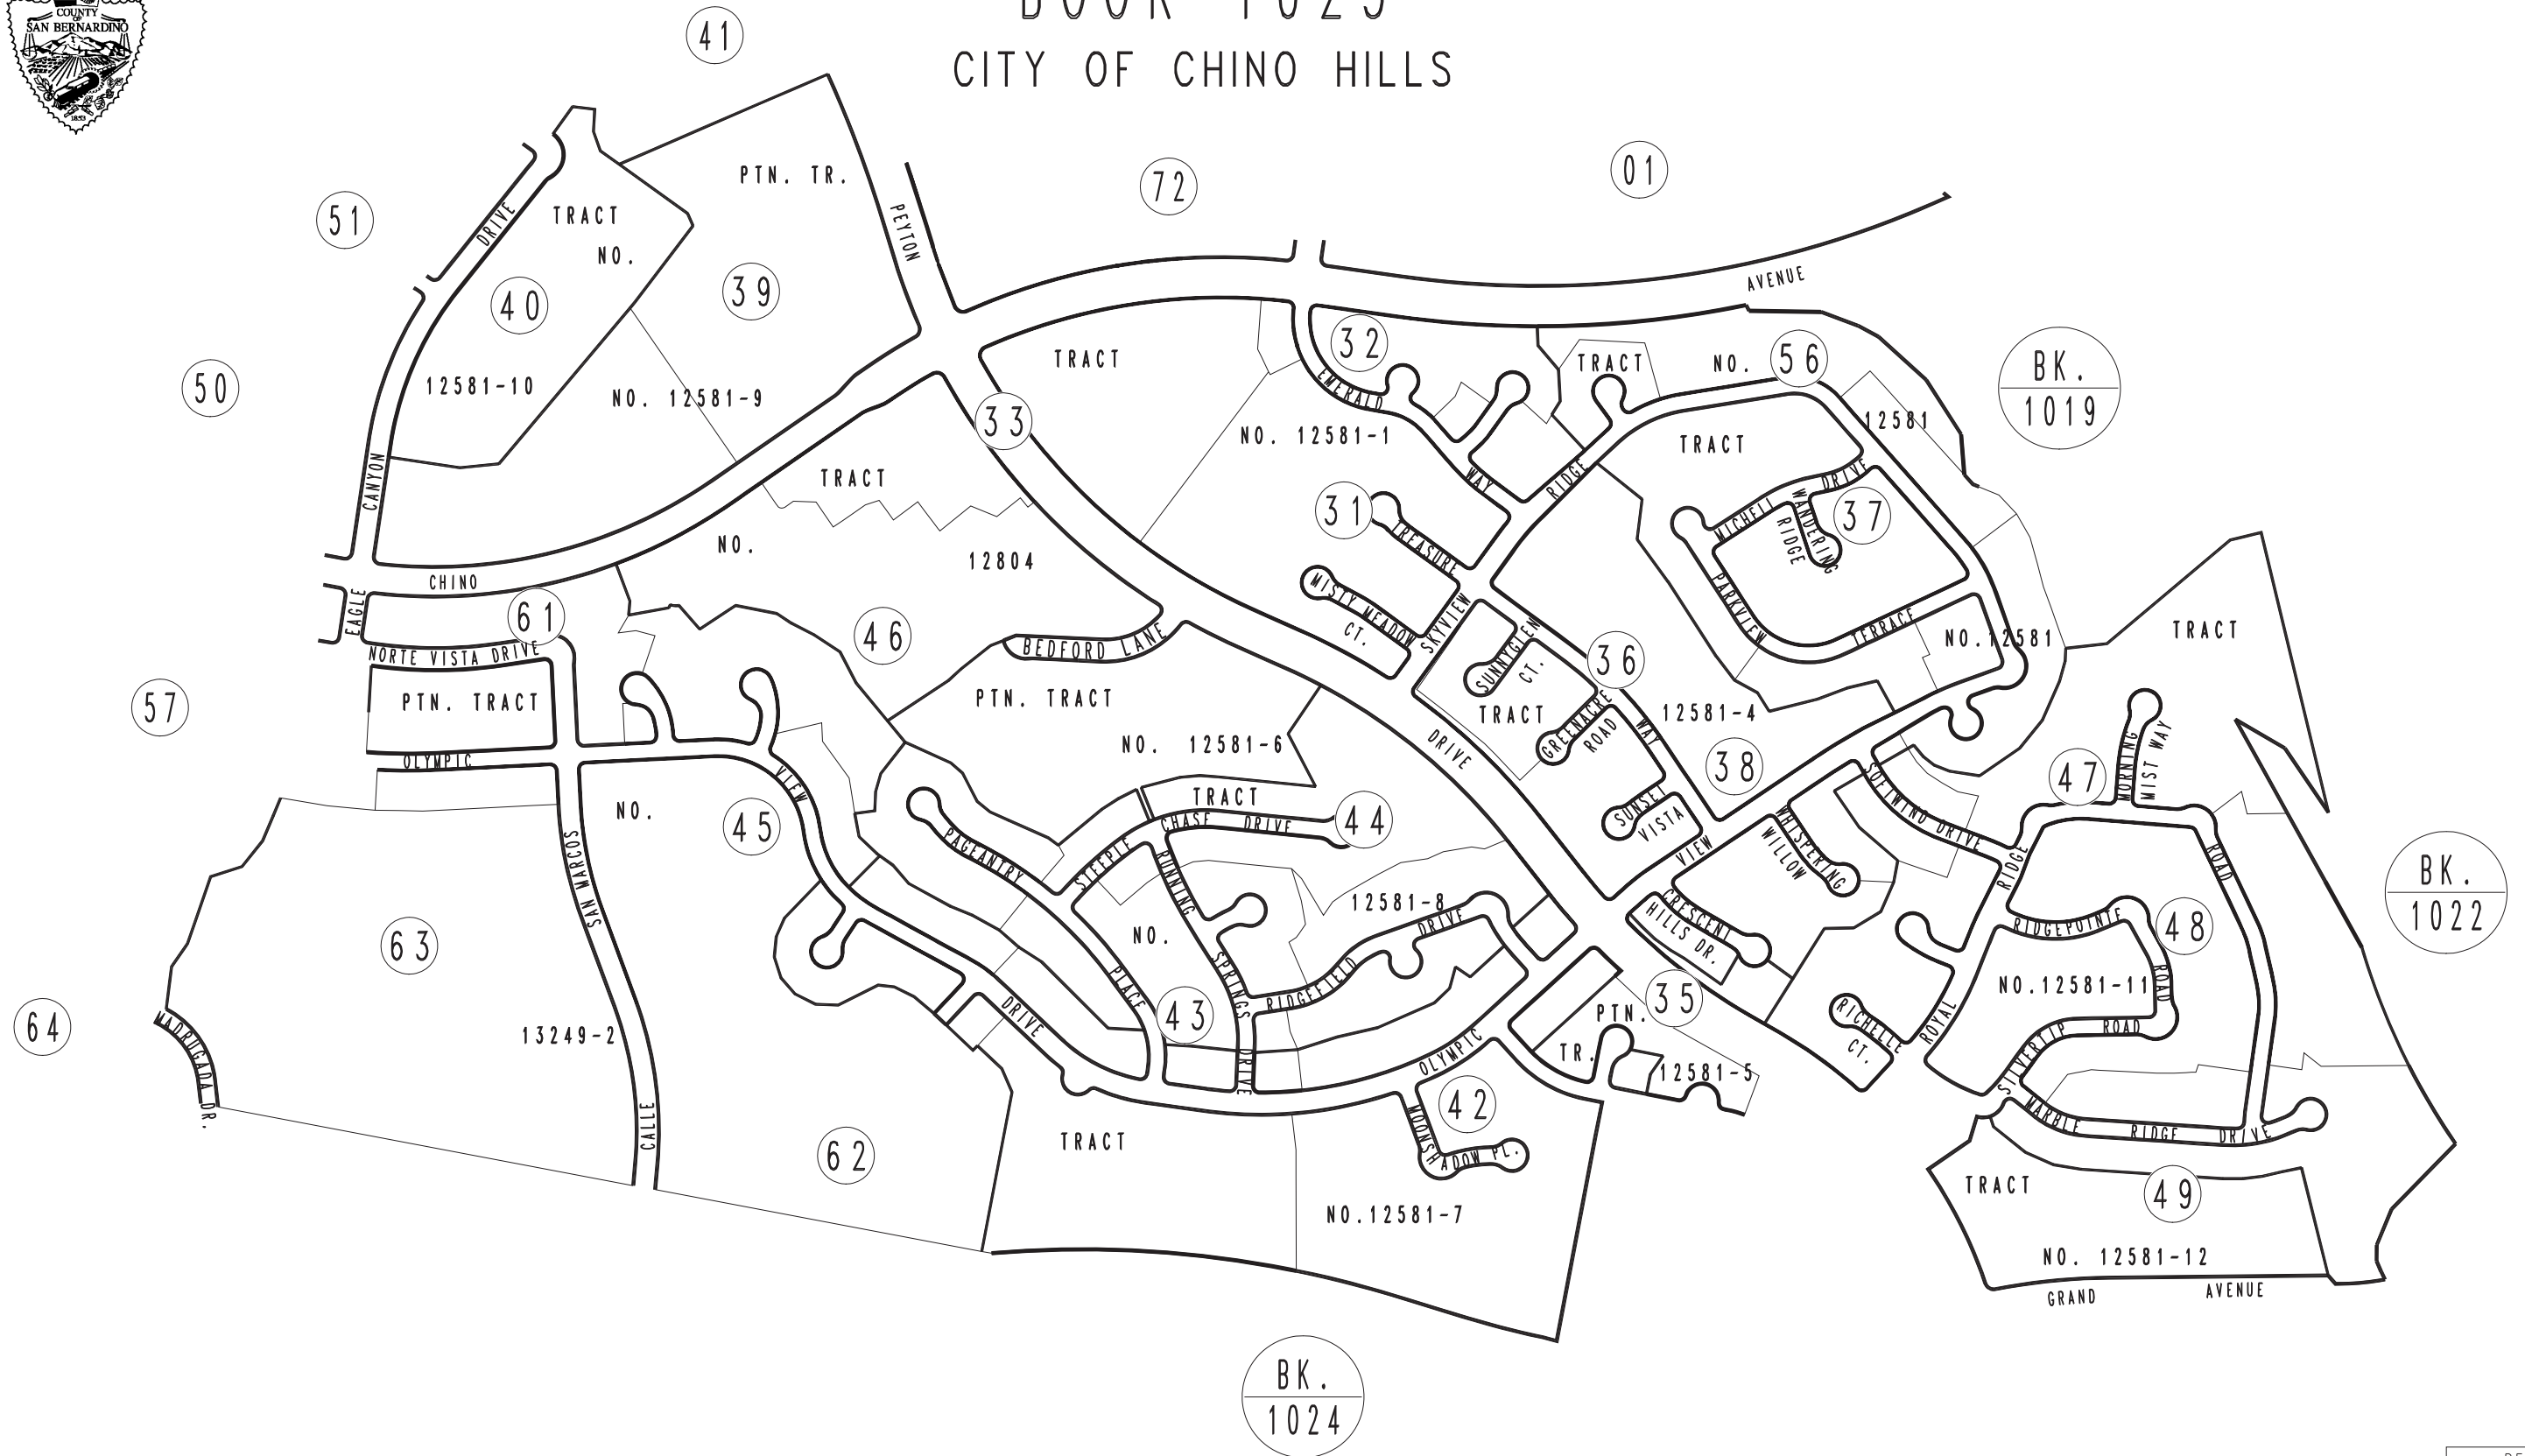 COUNTY
OF
SAN BERNARDINO
1853
BOOK 1025
CITY OF CHINO HILLS
41
51
50
57
64
72
01
BK.
1019
BK.
1022
BK.
1024
DRIVE
TRACT
NO.
40
12581-10
PTN. TR.
39
NO. 12581-9
PEYTON
AVENUE
CANYON
CHINO
EAGLE
TRACT
NO.
12804
33
TRACT
NO. 12581-1
32
EMERALD
WAY
TRACT
NO.
56
12581
RIDGE
TRACT
MICHELL
DRIVE
WANDERING
RIDGE
37
PARKVIEW
TERRACE
NO.12581
31
TREASURE
MISTY MEADOW
CT.
SKYVIEW
SUNNYGLEN
CT.
36
TRACT
GREENACRE
ROAD
WAY
12581-4
38
SUNSET
VISTA
VIEW
DRIVE
61
NORTE VISTA DRIVE
PTN. TRACT
OLYMPIC
VIEW
46
BEDFORD LANE
PTN. TRACT
NO. 12581-6
NO.
45
SAN MARCOS
CALLE
63
13249-2
MADRUGADA DR.
62
PAGEANTRY
PLACE
STEEPLE
CHASE DRIVE
TRACT
44
RUNNING
SPRINGS
DRIVE
NO.
12581-8
RIDGEFIELD
DRIVE
43
DRIVE
OLYMPIC
TRACT
NO.12581-7
42
MOONSHADOW PL.
PTN.
TR.
12581-5
35
CRESCENT
HILLS DR.
WHISPERING
WILLOW
SOFTWIND DRIVE
RICHELLE
CT.
ROYAL
RIDGE
TRACT
47
MORNING
MIST WAY
ROAD
RIDGEPOINTE
ROAD
48
NO.12581-11
SILVERTIP
ROAD
MARBLE
RIDGE
DRIVE
TRACT
49
NO. 12581-12
GRAND
AVENUE